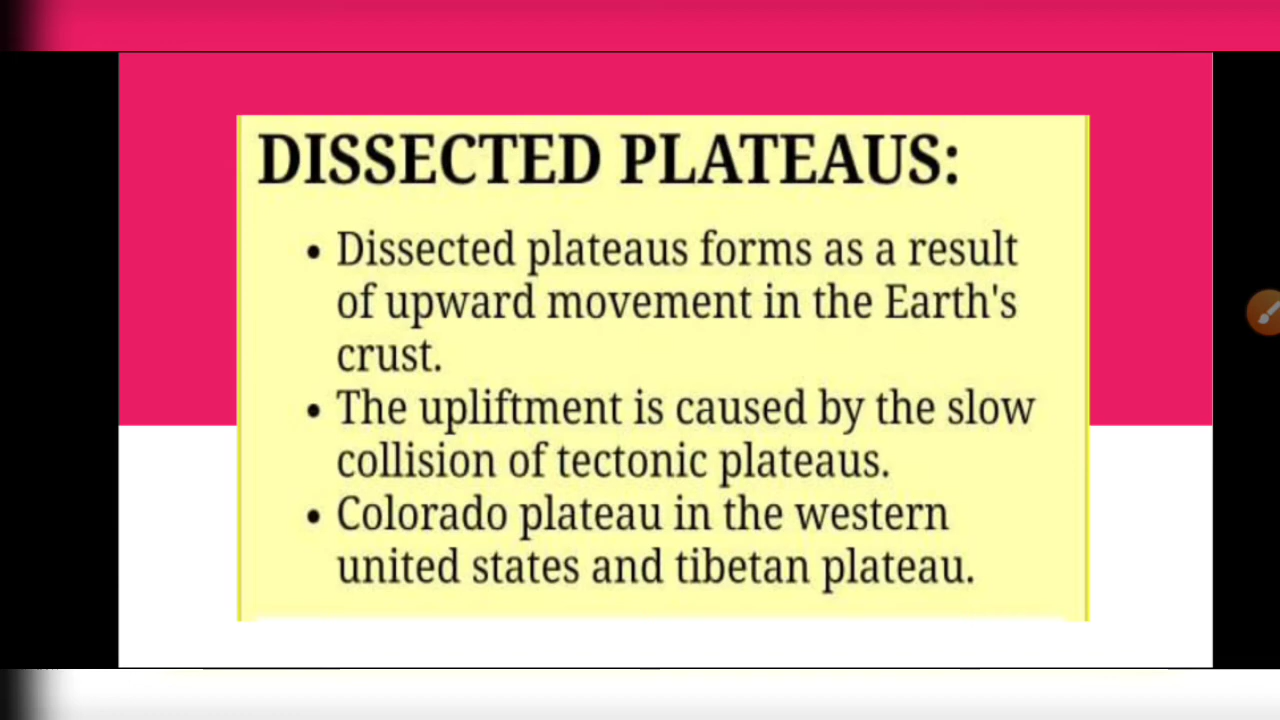 DISSECTED PLATEAUS:
• Dissected plateaus forms as a result
of upward movement in the Earth's
crust.
• The upliftment is caused by the slow
collision of tectonic plateaus.
• Colorado plateau in the western
united states and tibetan plateau.